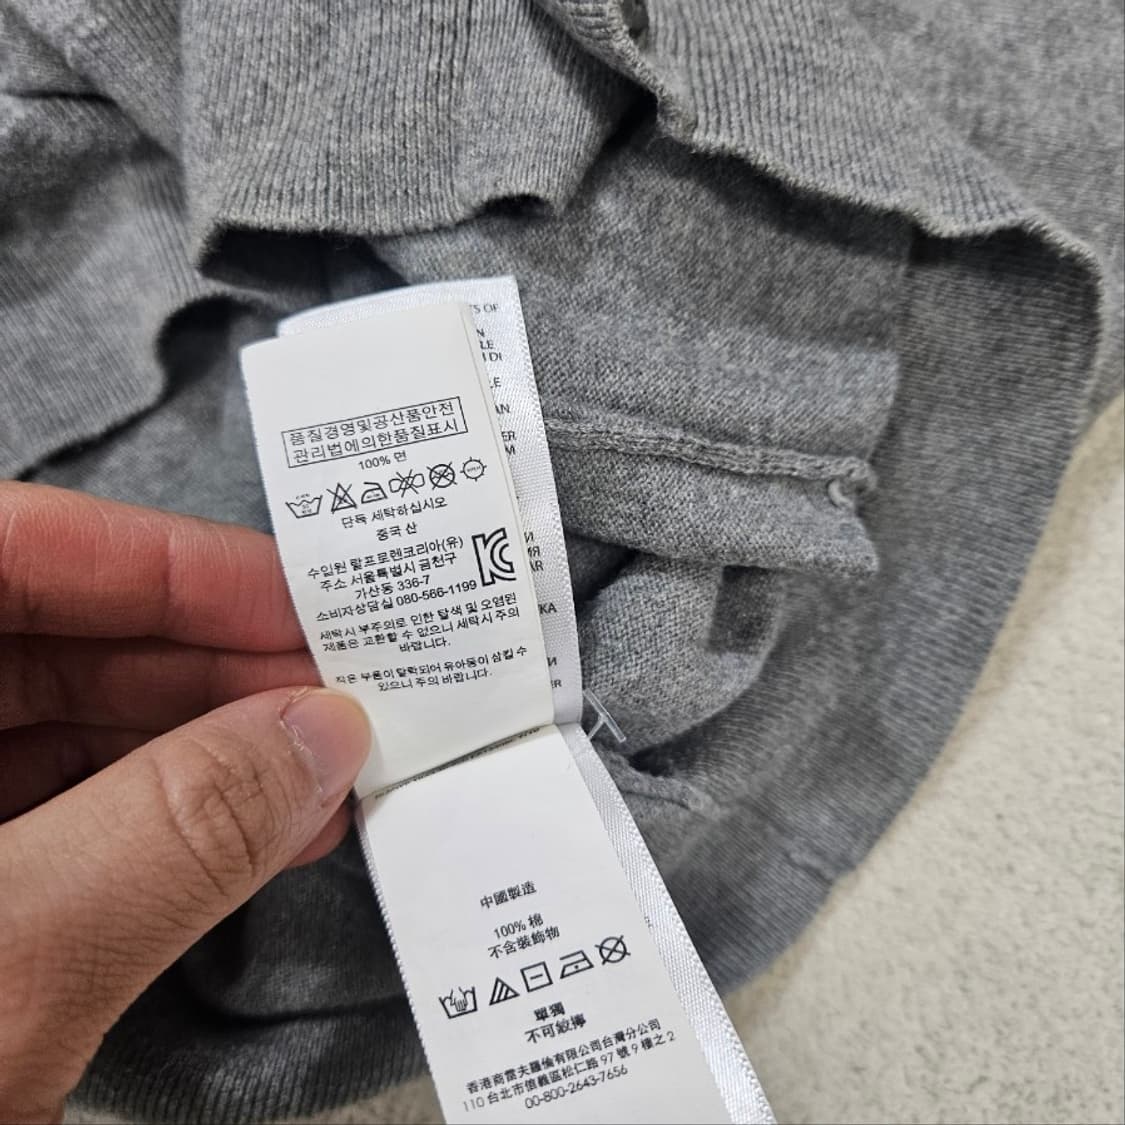 품질경영및공산품안전
관리법에의한품질표시
100% 면
단독 세탁하십시오
중국 산
수입원 랄프로렌코리아(유)
주소 서울특별시 금천구
가산동 336-7
소비자상담실 080-566-1199
세탁시 부주의로 인한 탈색 및 오염된
제품은 교환할 수 없으니 세탁시 주의
바랍니다.
작은 부품이 탈락되어 유아동이 삼킬 수
있으니 주의 바랍니다.
中國製造
100% 棉
不含裝飾物
單獨
不可絞擰
香港商雷夫羅倫有限公司台灣分公司
110 台北市信義區松仁路 97 號 9 樓之 2
00-800-2643-7656